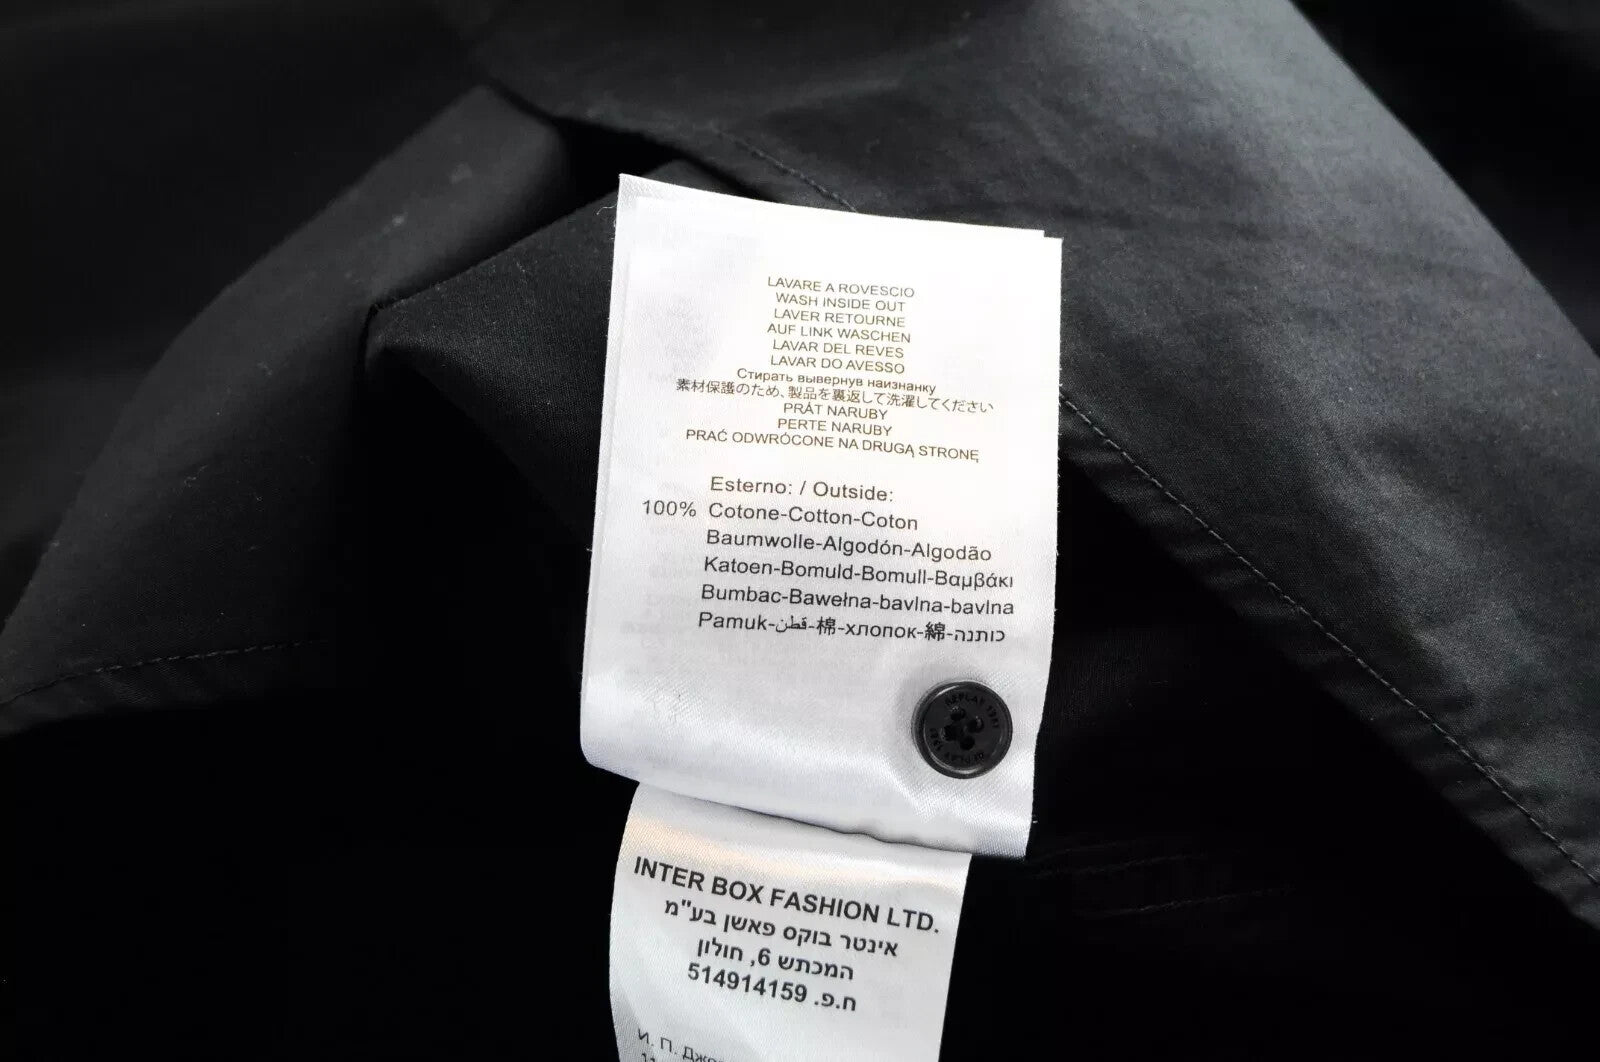 LAVARE A ROVESCIO
WASH INSIDE OUT
LAVER RETOURNE
AUF LINK WASCHEN
LAVAR DEL REVES
LAVAR DO AVESSO
Стирать вывернув наизнанку
素材保護のため、製品を裏返して洗濯してください
PRÁT NARUBY
PERTE NARUBY
PRAĆ ODWRÓCONE NA DRUGĄ STRONĘ
Esterno: / Outside:
100% Cotone-Cotton-Coton
Baumwolle-Algodón-Algodão
Katoen-Bomuld-Bomull-Βαμβάκι
Bumbac-Bawełna-bavlna-bavlna
Pamuk-قطن-棉-хлопок-綿-כותנה
REPLAY 1981
REPLAY 1981
INTER BOX FASHION LTD.
אינטר בוקס פאשן בע"מ
המכתש 6, חולון
ח.פ. 514914159
И. П.